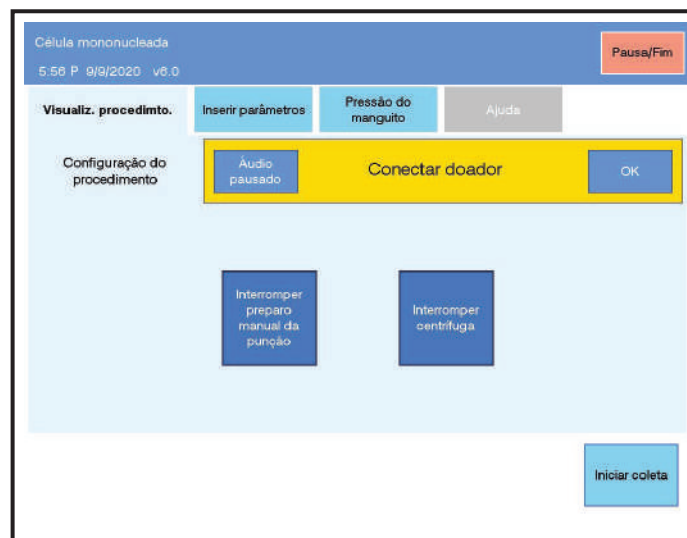 Célula mononucleada
Pausa/Fim
5:56 P 9/9/2020 v6.0
Visualiz. procedimto.
Inserir parâmetros
Pressão do
manguito
Ajuda
Configuração do
procedimento
Áudio
pausado
Conectar doador
OK
Interromper
preparo
manual da
punção
Interromper
centrífuga
Iniciar coleta